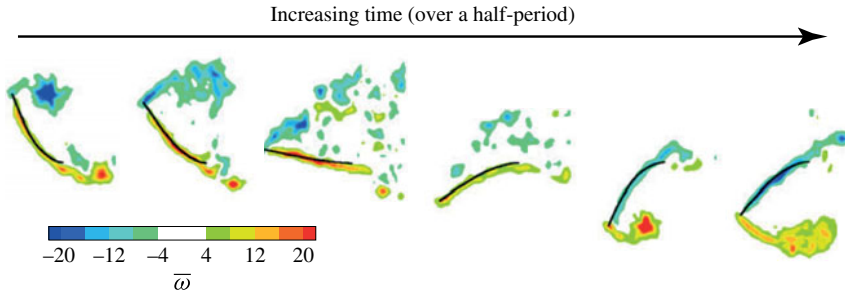 Increasing time (over a half-period)
–20 –12 –4 4 12 20
ω̅